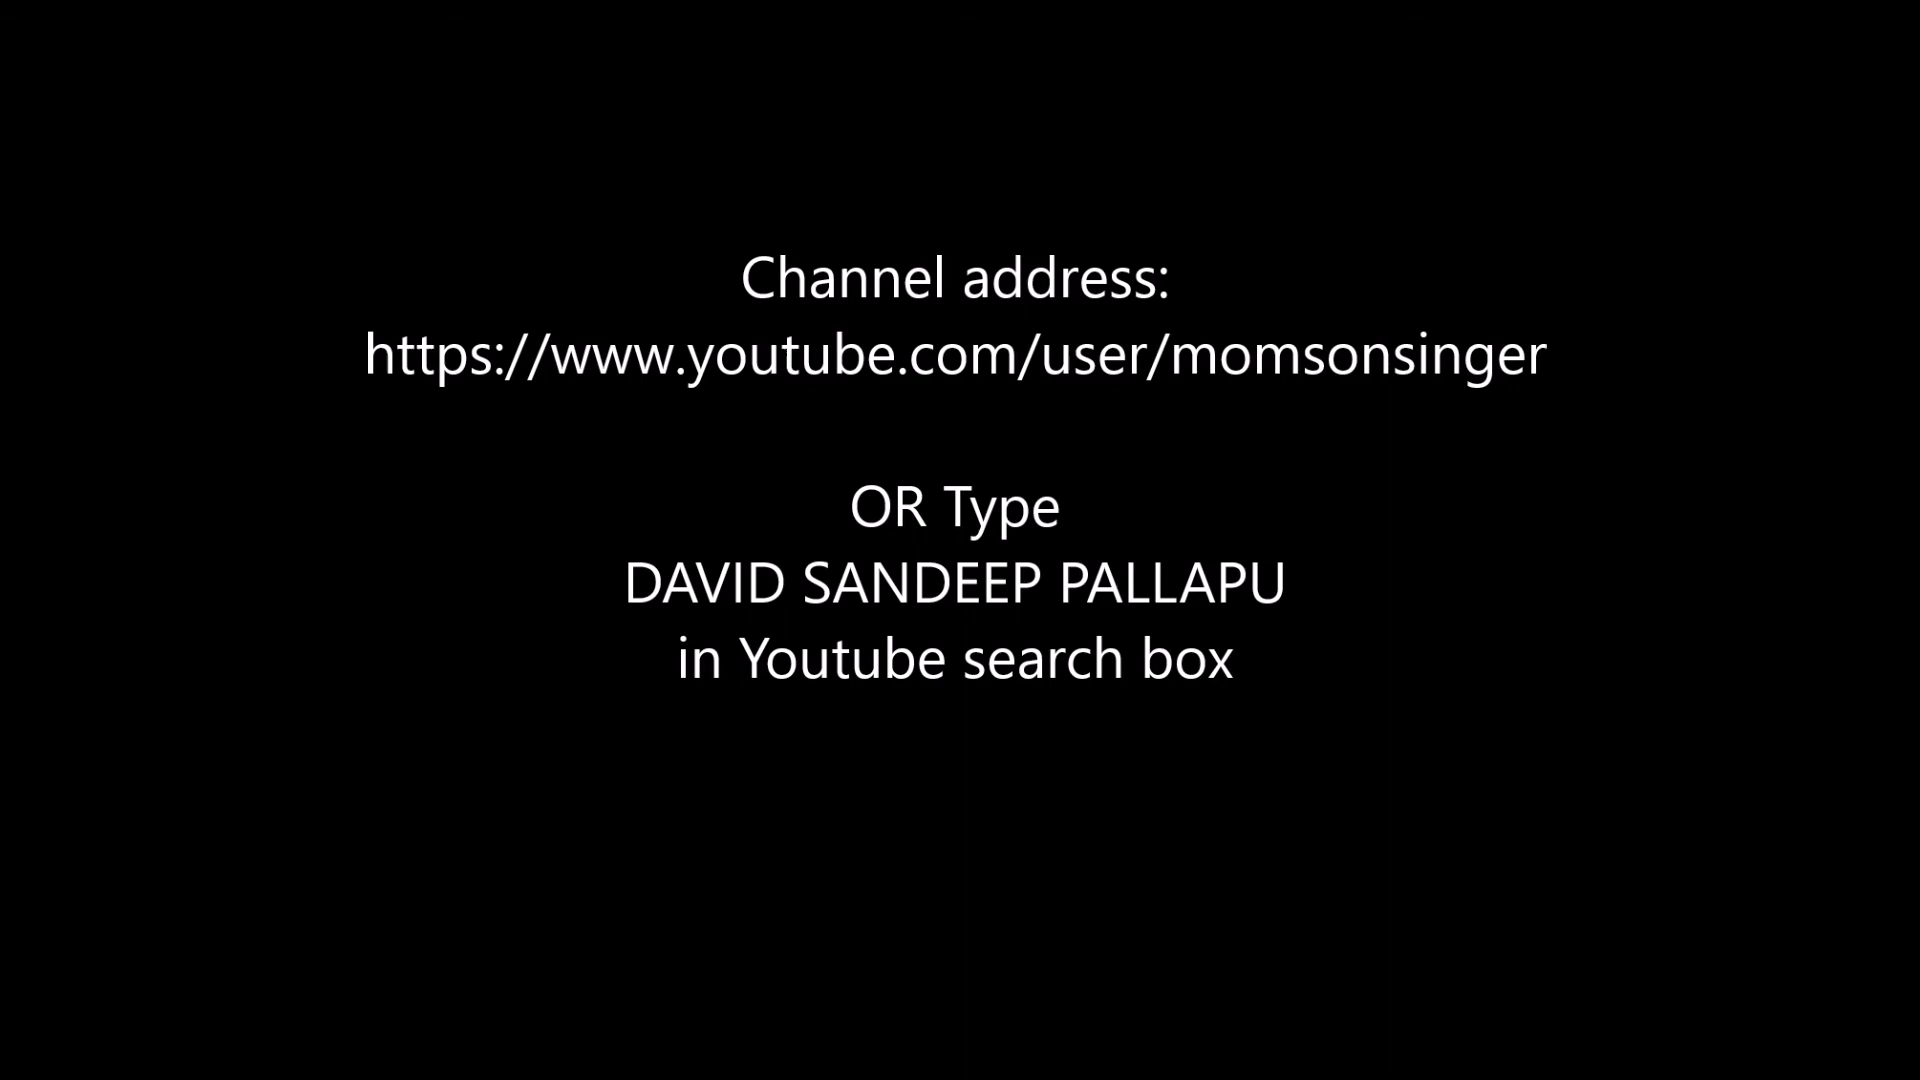 Channel address:
https://www.youtube.com/user/momsonsinger
OR Type
DAVID SANDEEP PALLAPU
in Youtube search box